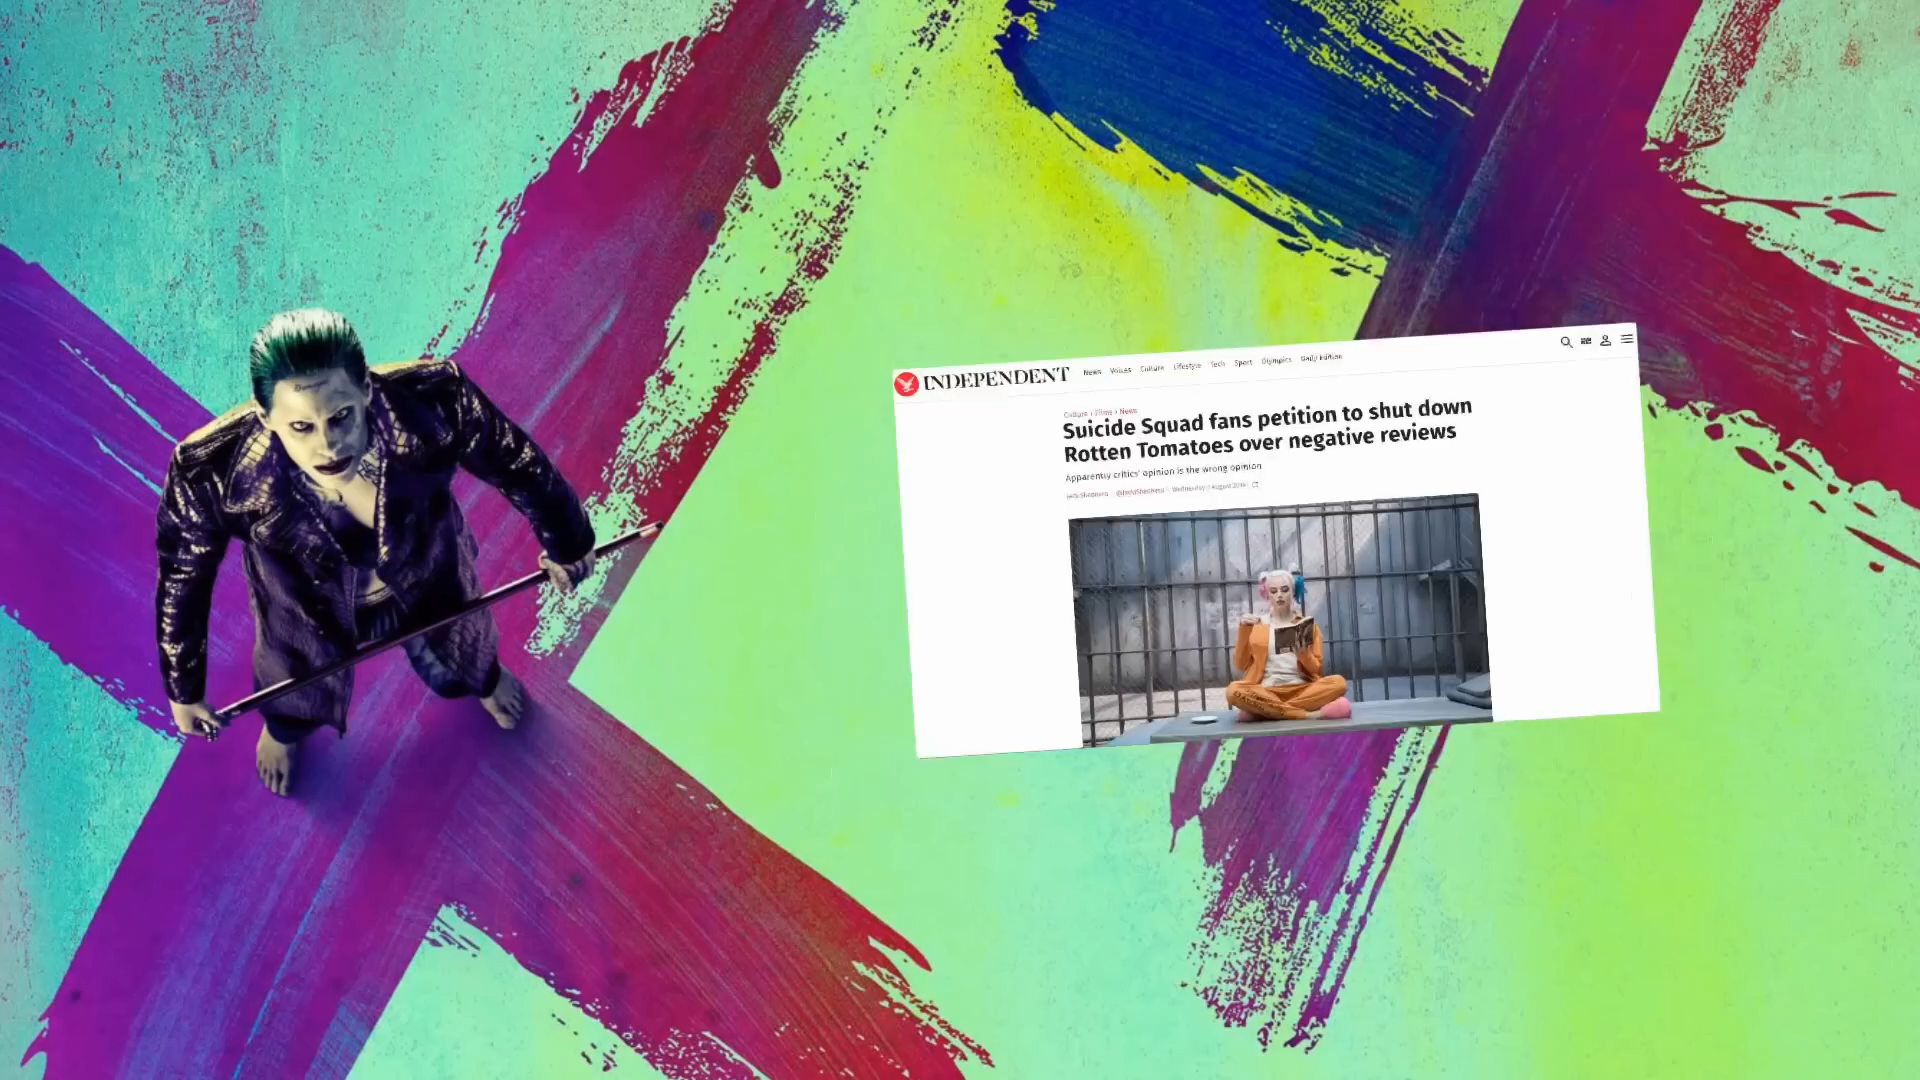 INDEPENDENT
News Voices Culture Lifestyle Tech Sport Olympics Daily Edition
Culture › Films › News
Suicide Squad fans petition to shut down
Rotten Tomatoes over negative reviews
Apparently critics' opinion is the wrong opinion